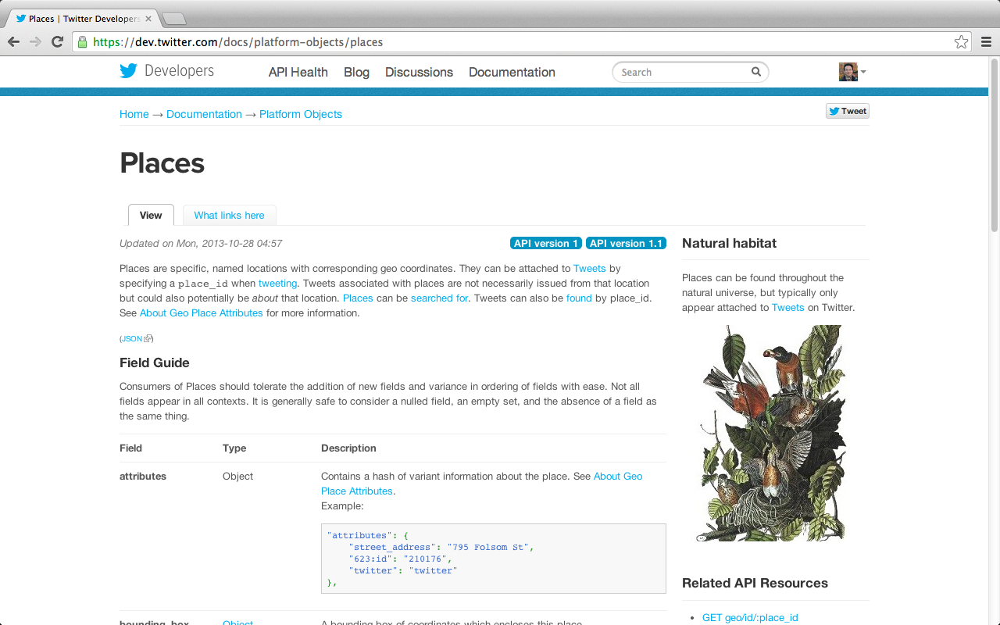 Places | Twitter Developers
https://dev.twitter.com/docs/platform-objects/places
Developers
API Health Blog Discussions Documentation
Search
Home → Documentation → Platform Objects
Tweet
Places
View What links here
Updated on Mon, 2013-10-28 04:57
API version 1 API version 1.1
Places are specific, named locations with corresponding geo coordinates. They can be attached to Tweets by
specifying a place_id when tweeting. Tweets associated with places are not necessarily issued from that location
but could also potentially be about that location. Places can be searched for. Tweets can also be found by place_id.
See About Geo Place Attributes for more information.
(JSON)
Field Guide
Consumers of Places should tolerate the addition of new fields and variance in ordering of fields with ease. Not all
fields appear in all contexts. It is generally safe to consider a nulled field, an empty set, and the absence of a field as
the same thing.
Field Type Description
attributes Object Contains a hash of variant information about the place. See About Geo
Place Attributes.
Example:
"attributes": {
"street_address": "795 Folsom St",
"623:id": "210176",
"twitter": "twitter"
},
bounding_box Object A bounding box of coordinates which encloses this place.
Natural habitat
Places can be found throughout the
natural universe, but typically only
appear attached to Tweets on Twitter.
Related API Resources
• GET geo/id/:place_id